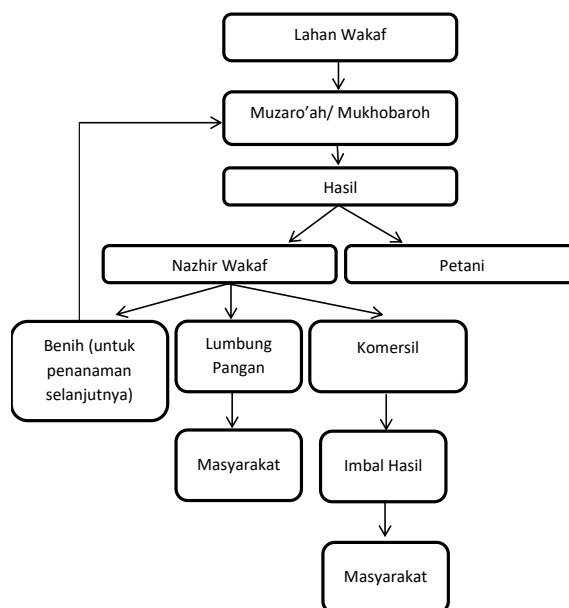 Lahan Wakaf
Muzaro’ah/ Mukhobaroh
Hasil
Nazhir Wakaf
Petani
Benih (untuk
penanaman
selanjutnya)
Lumbung
Pangan
Komersil
Masyarakat
Imbal Hasil
Masyarakat